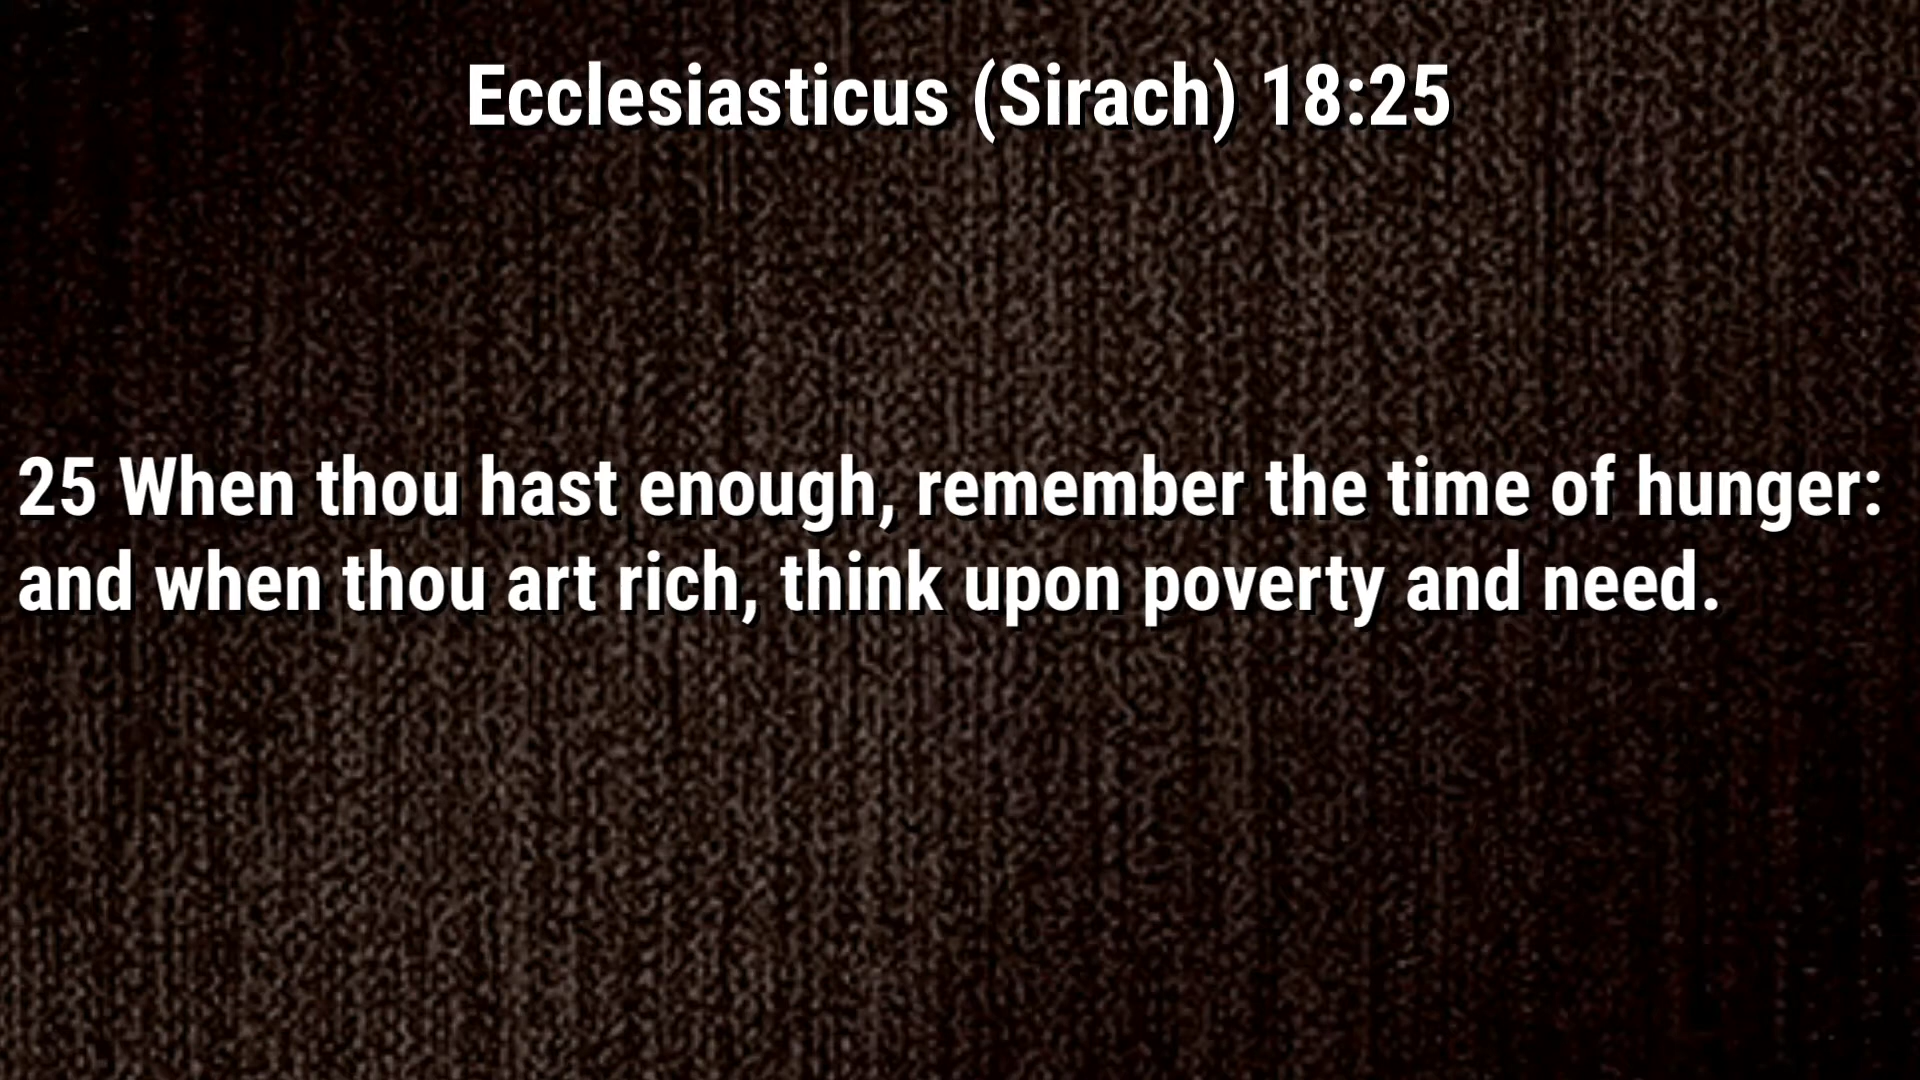 Ecclesiasticus (Sirach) 18:25
25 When thou hast enough, remember the time of hunger:
and when thou art rich, think upon poverty and need.